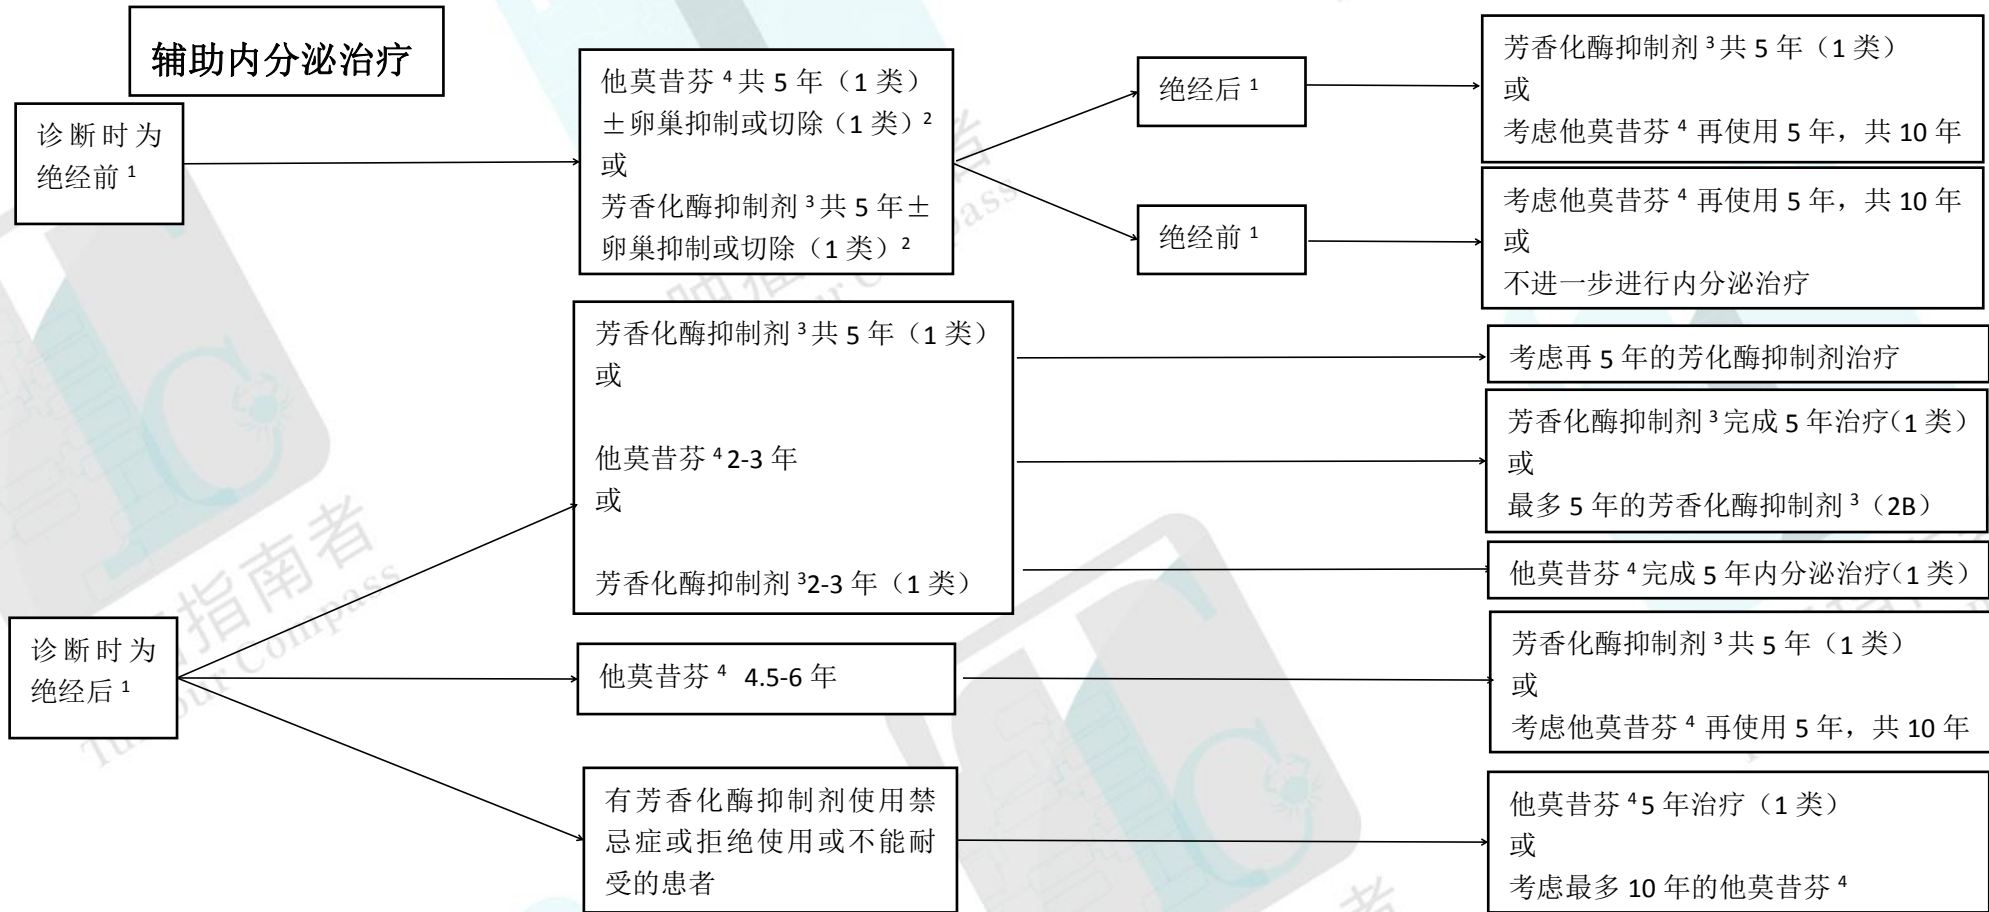 辅助内分泌治疗
诊断时为
绝经前 1
他莫昔芬 4 共 5 年（1 类）
±卵巢抑制或切除（1 类）2
或
芳香化酶抑制剂 3 共 5 年±
卵巢抑制或切除（1 类）2
绝经后 1
芳香化酶抑制剂 3 共 5 年（1 类）
或
考虑他莫昔芬 4 再使用 5 年，共 10 年
绝经前 1
考虑他莫昔芬 4 再使用 5 年，共 10 年
或
不进一步进行内分泌治疗
诊断时为
绝经后 1
芳香化酶抑制剂 3 共 5 年（1 类）
或
他莫昔芬 4 2-3 年
或
芳香化酶抑制剂 3 2-3 年（1 类）
考虑再 5 年的芳化酶抑制剂治疗
芳香化酶抑制剂 3 完成 5 年治疗（1 类）
或
最多 5 年的芳香化酶抑制剂 3（2B）
他莫昔芬 4 完成 5 年内分泌治疗（1 类）
他莫昔芬 4 4.5-6 年
芳香化酶抑制剂 3 共 5 年（1 类）
或
考虑他莫昔芬 4 再使用 5 年，共 10 年
有芳香化酶抑制剂使用禁
忌症或拒绝使用或不能耐
受的患者
他莫昔芬 4 5 年治疗（1 类）
或
考虑最多 10 年的他莫昔芬 4
指南者
Tumour Compass